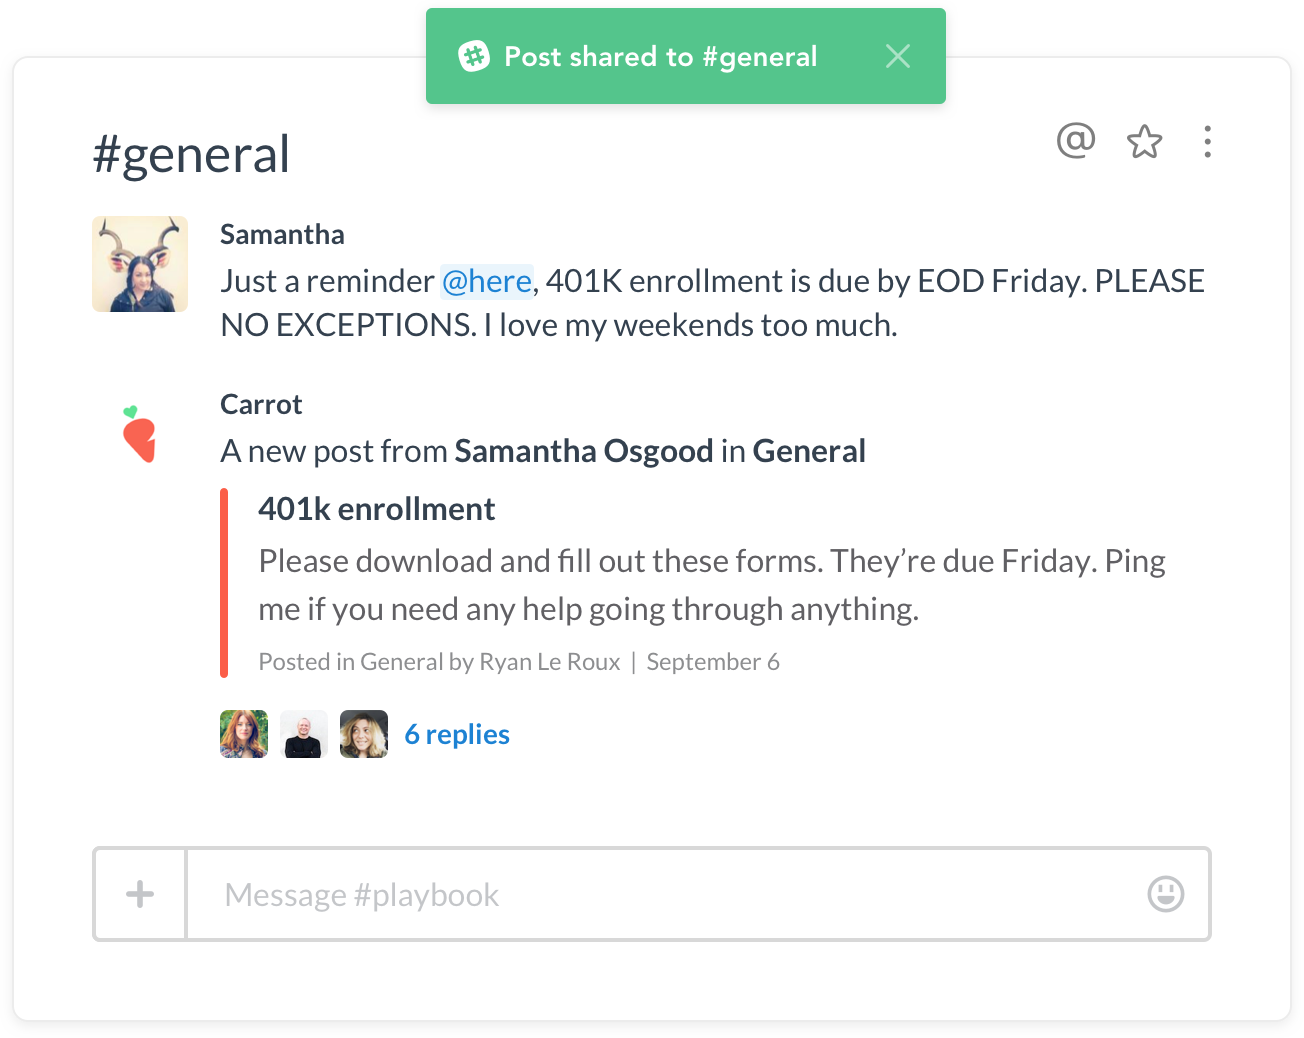 Post shared to #general
#general
Samantha
Just a reminder @here, 401K enrollment is due by EOD Friday. PLEASE
NO EXCEPTIONS. I love my weekends too much.
Carrot
A new post from Samantha Osgood in General
401k enrollment
Please download and fill out these forms. They’re due Friday. Ping
me if you need any help going through anything.
Posted in General by Ryan Le Roux | September 6
6 replies
Message #playbook